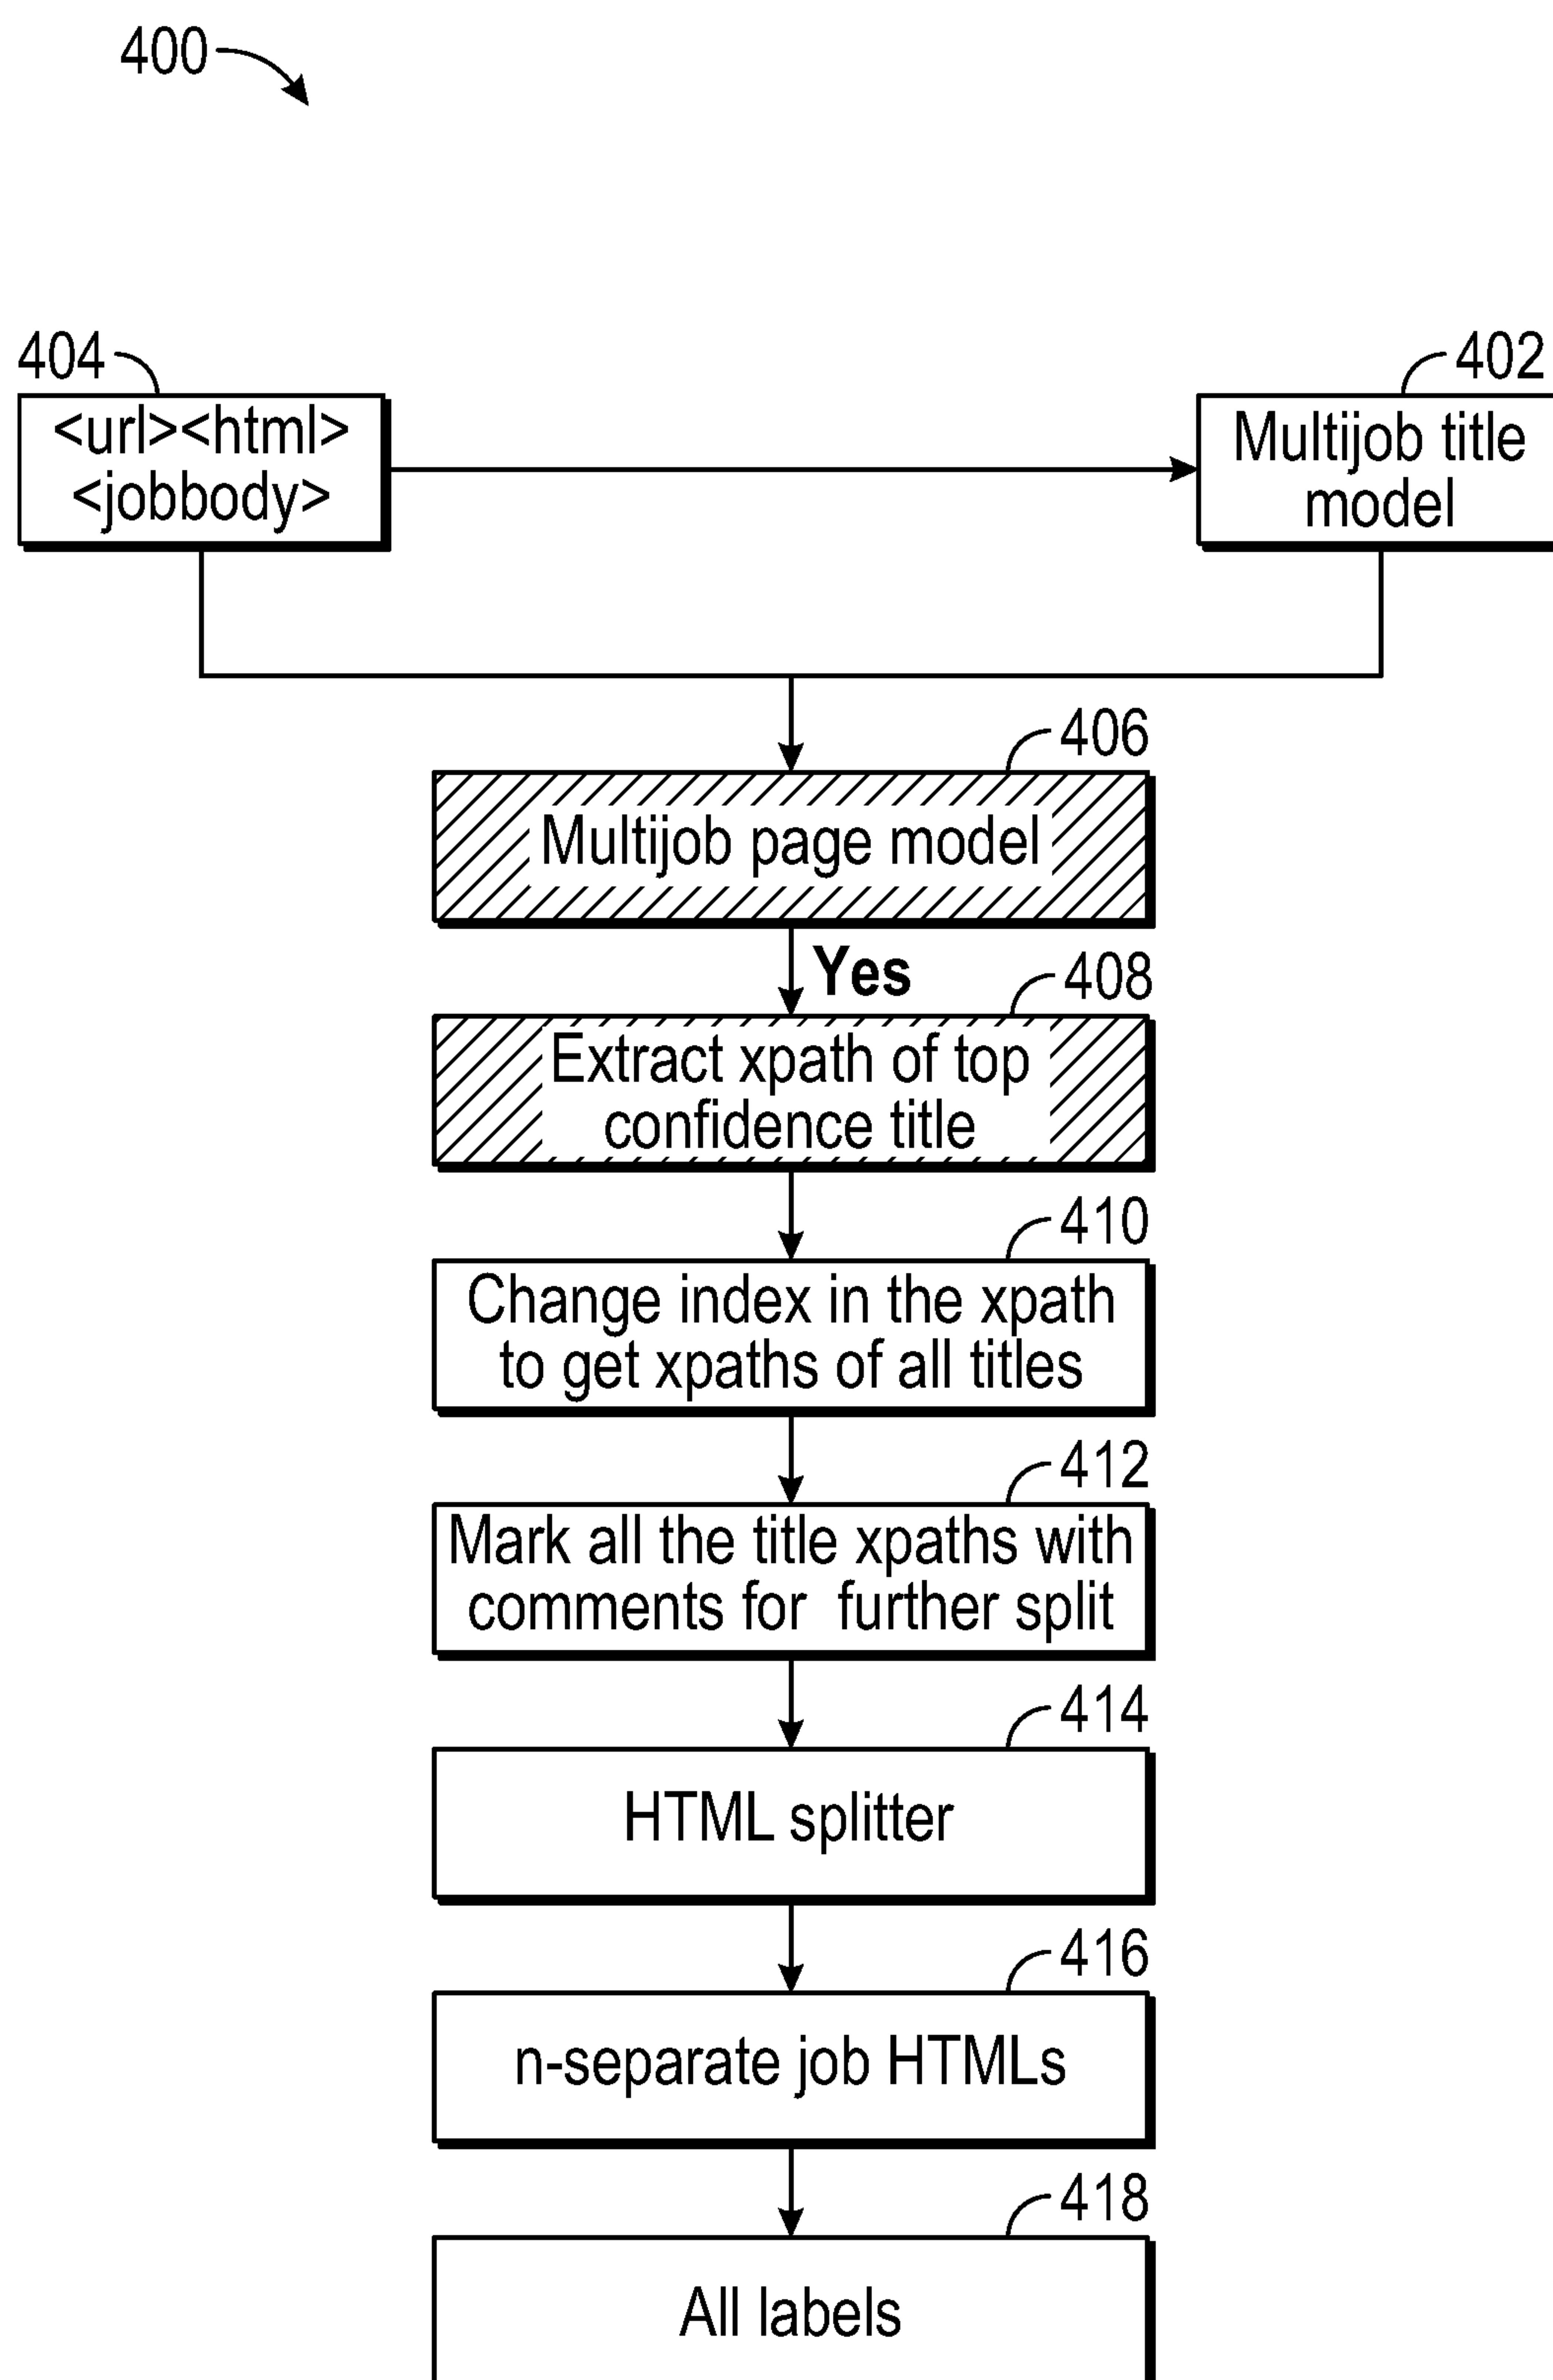 400
404
402
<url><html>
<jobbody>
Multijob title
model
406
Multijob page model
Yes
408
Extract xpath of top
confidence title
410
Change index in the xpath
to get xpaths of all titles
412
Mark all the title xpaths with
comments for further split
414
HTML splitter
416
n-separate job HTMLs
418
All labels